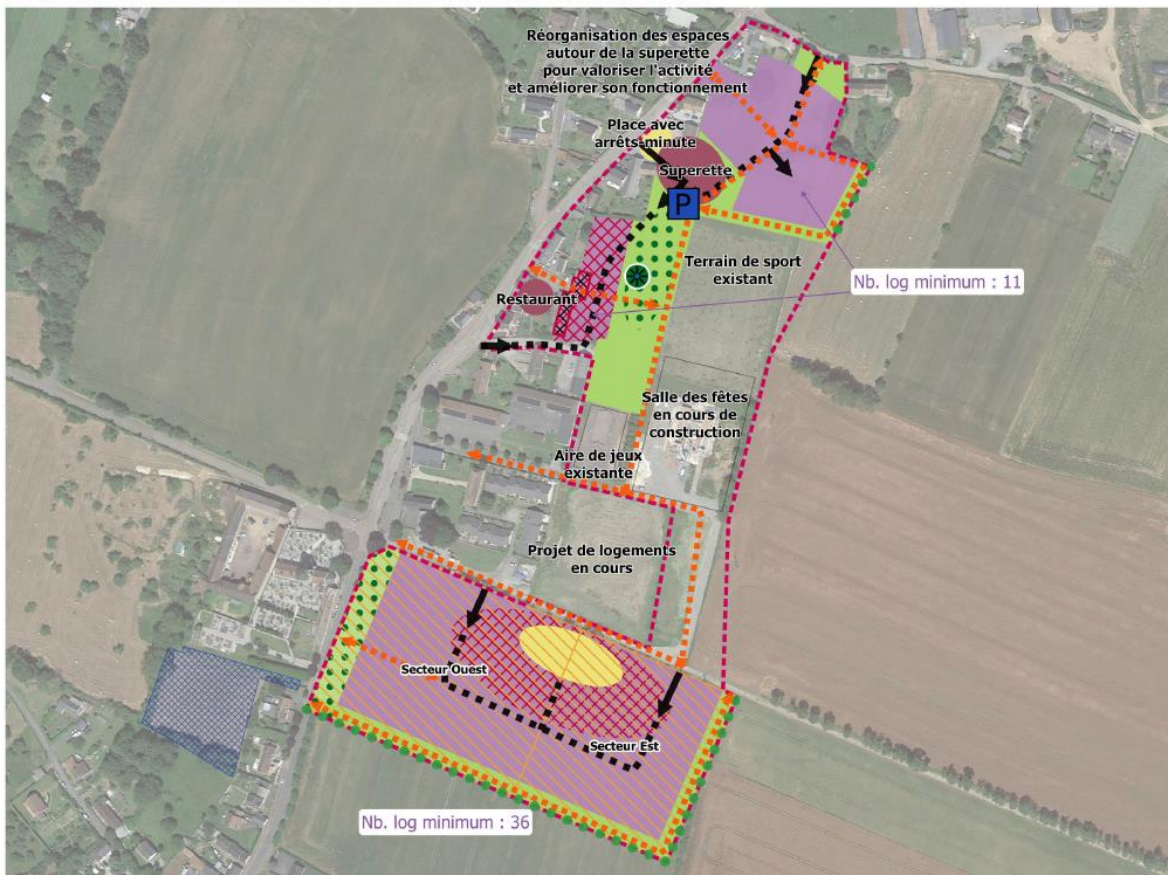 Réorganisation des espaces
autour de la superette
pour valoriser l'activité
et améliorer son fonctionnement
Place avec
arrêts-minute
Superette
P
Terrain de sport
existant
Nb. log minimum : 11
Restaurant
Salle des fêtes
en cours de
construction
Aire de jeux
existante
Projet de logements
en cours
Secteur Ouest
Secteur Est
Nb. log minimum : 36